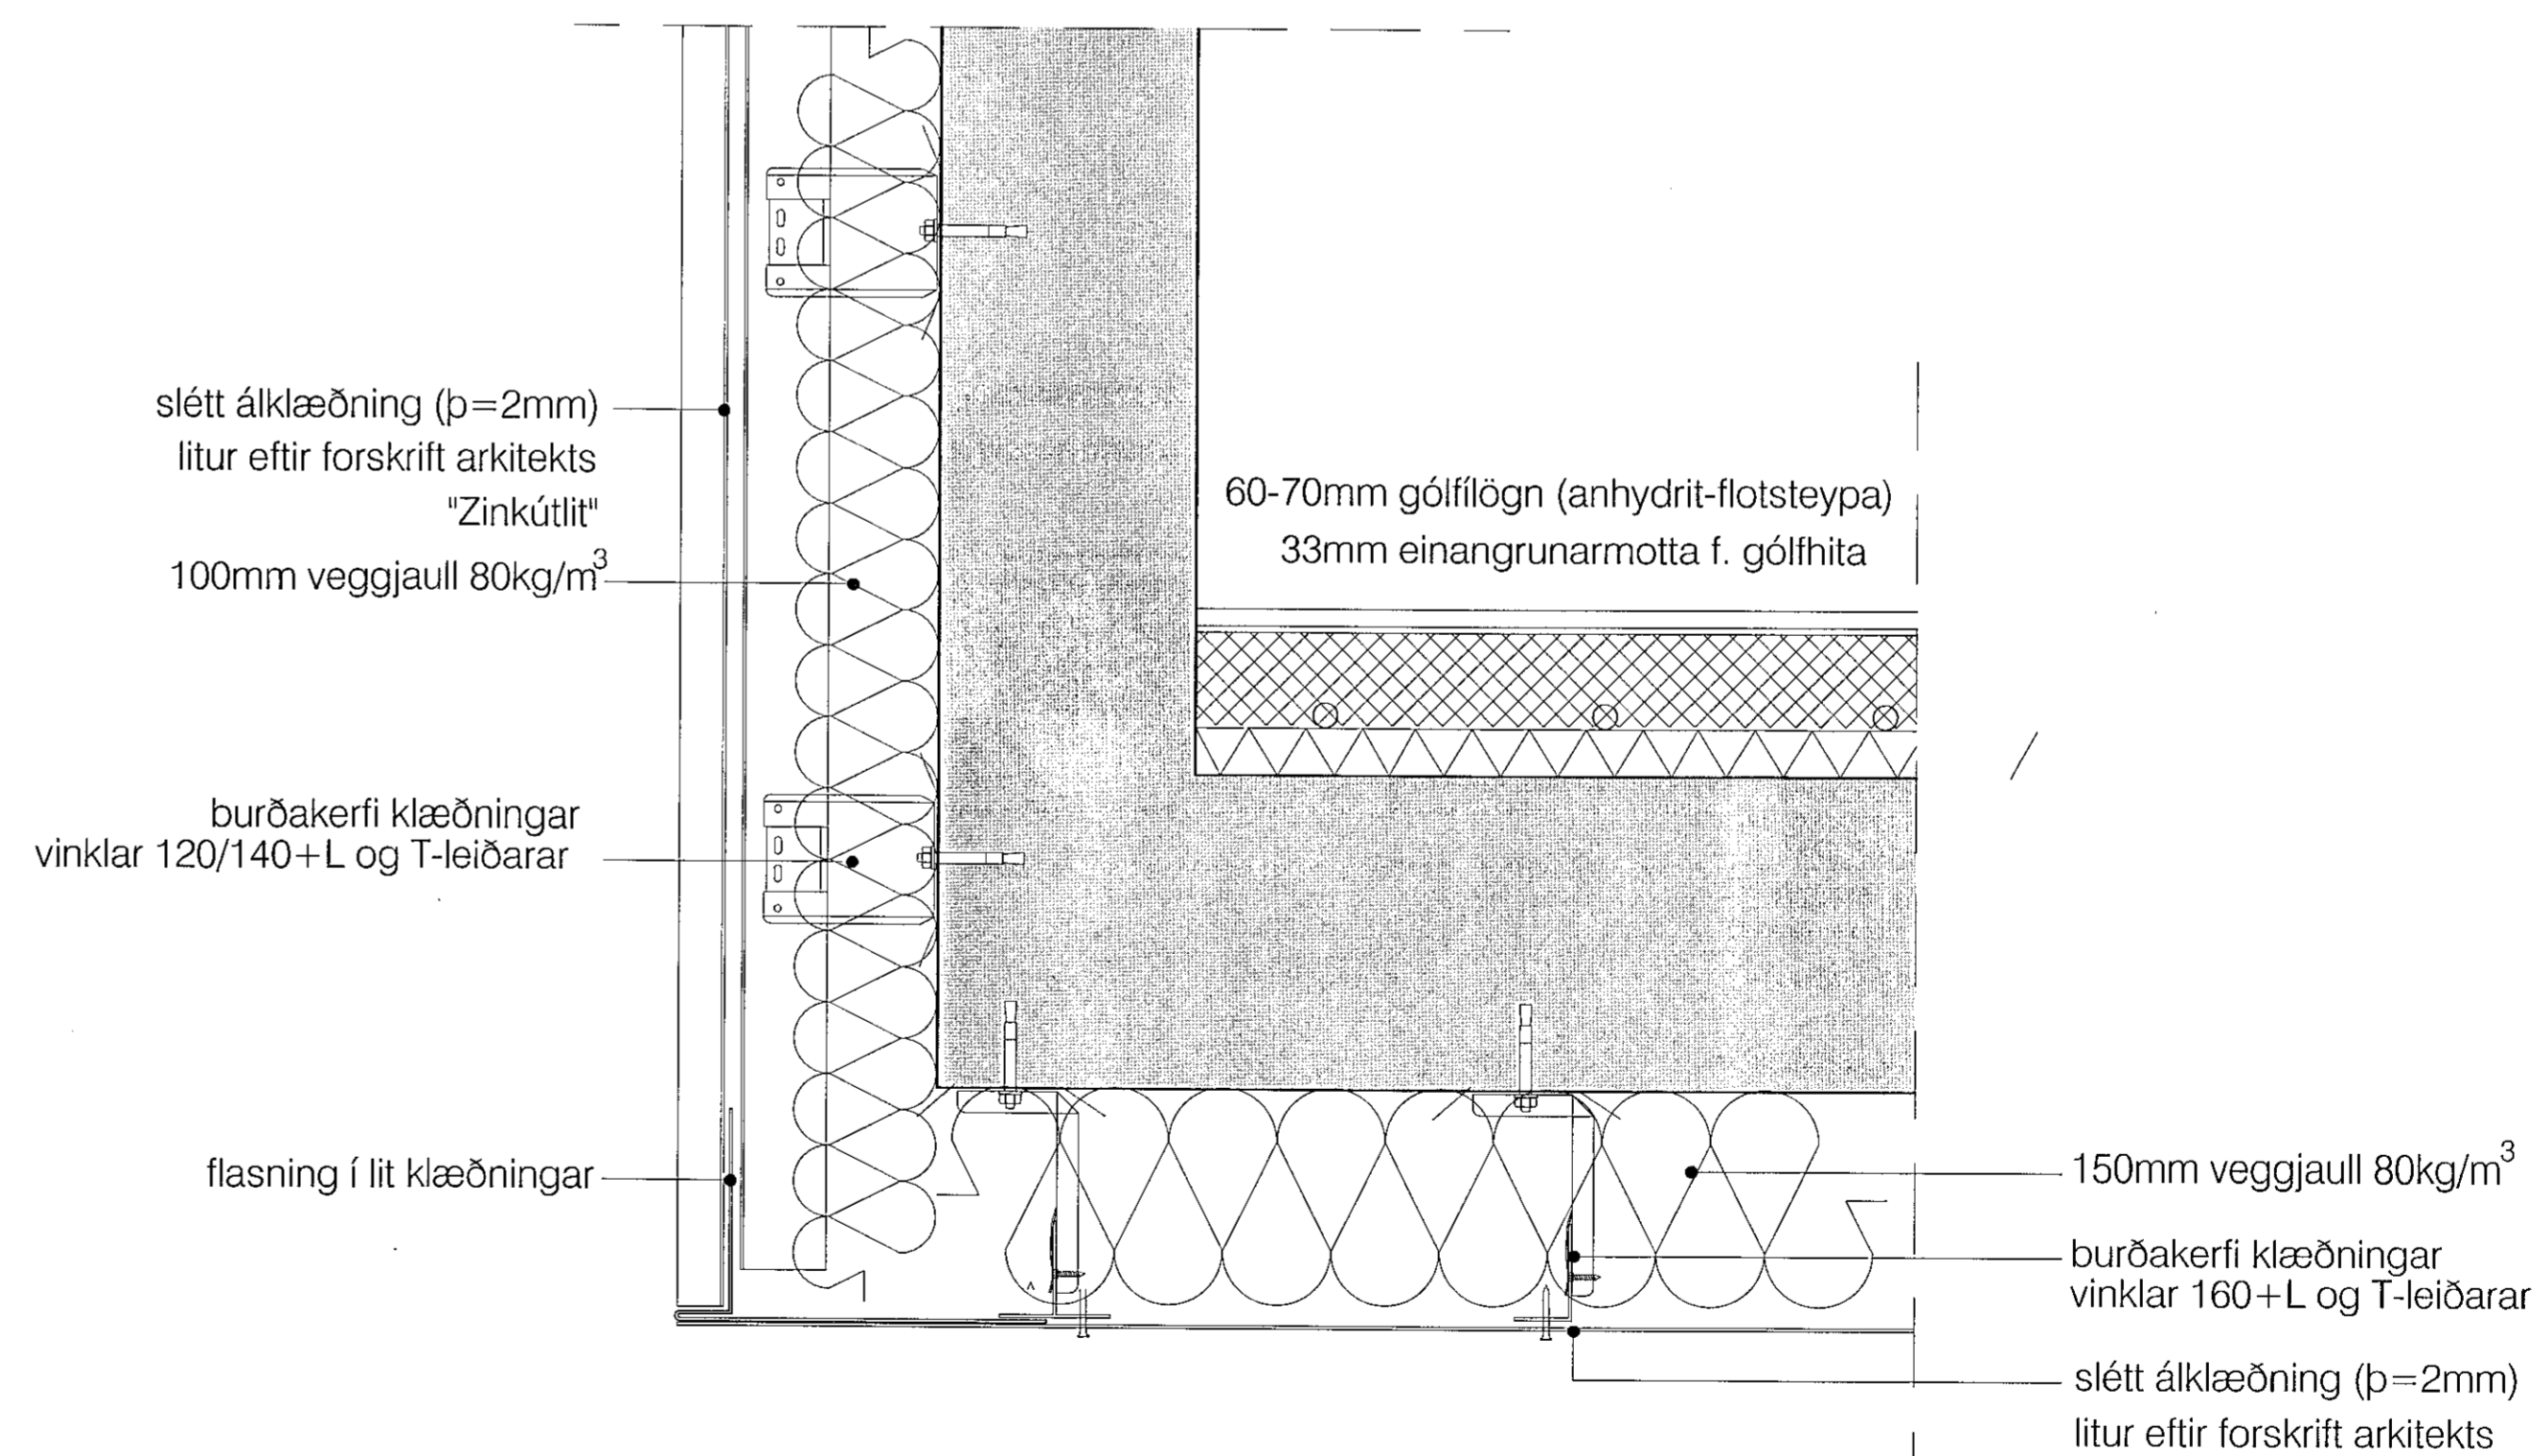 slétt álklæðning (þ=2mm)
litur eftir forskrift arkitekts
"Zinkútlit"
100mm veggjaull 80kg/m³
burðakerfi klæðningar
vinklar 120/140+L og T-leiðarar
flasning í lit klæðningar
60-70mm gólfílögn (anhydrit-flotsteypa)
33mm einangrunarmotta f. gólfhita
150mm veggjaull 80kg/m³
burðakerfi klæðningar
vinklar 160+L og T-leiðarar
slétt álklæðning (þ=2mm)
litur eftir forskrift arkitekts